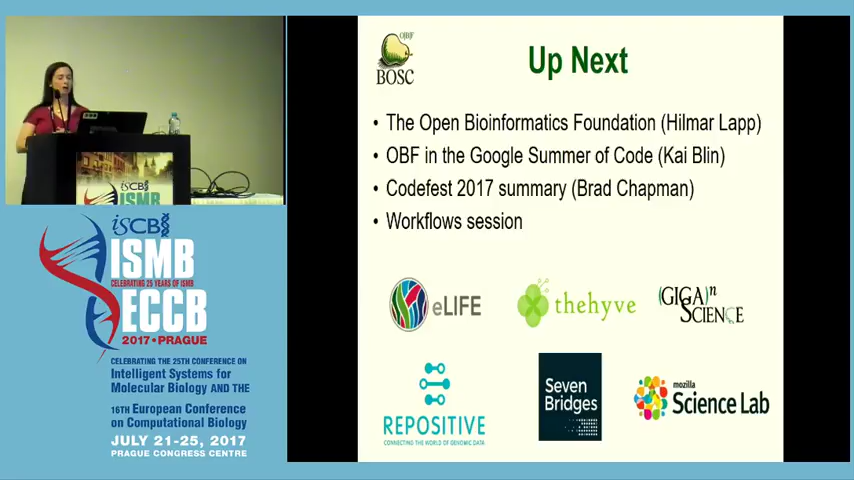 iSCB
ISMB
iSCB
ISMB
CELEBRATING 25 YEARS OF ISMB
ECCB
2017 • PRAGUE
CELEBRATING THE 25TH CONFERENCE ON
Intelligent Systems for
Molecular Biology AND THE
16TH European Conference
on Computational Biology
JULY 21-25, 2017
PRAGUE CONGRESS CENTRE
OBF
BOSC
Up Next
• The Open Bioinformatics Foundation (Hilmar Lapp)
• OBF in the Google Summer of Code (Kai Blin)
• Codefest 2017 summary (Brad Chapman)
• Workflows session
eLIFE
thehyve
(GIGA)n
SCIENCE
REPOSITIVE
CONNECTING THE WORLD OF GENOMIC DATA
Seven
Bridges
mozilla
Science Lab